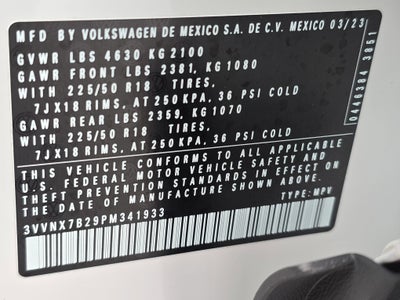 MFD BY VOLKSWAGEN DE MEXICO S.A. DE C.V. MEXICO 03/23
GVWR LBS 4630 KG 2100
GAWR FRONT LBS 2381, KG 1080
WITH 225/50 R18 TIRES,
7JX18 RIMS, AT 250 KPA, 36 PSI COLD
GAWR REAR LBS 2359, KG 1070
WITH 225/50 R18 TIRES,
7JX18 RIMS, AT 250 KPA, 36 PSI COLD
THIS VEHICLE CONFORMS TO ALL APPLICABLE
U.S. FEDERAL MOTOR VEHICLE SAFETY AND
THEFT PREVENTION STANDARDS IN EFFECT ON
THE DATE OF MANUFACTURE SHOWN ABOVE.
3VVNX7B29PM341933 TYPE: MPV
0446384 3851